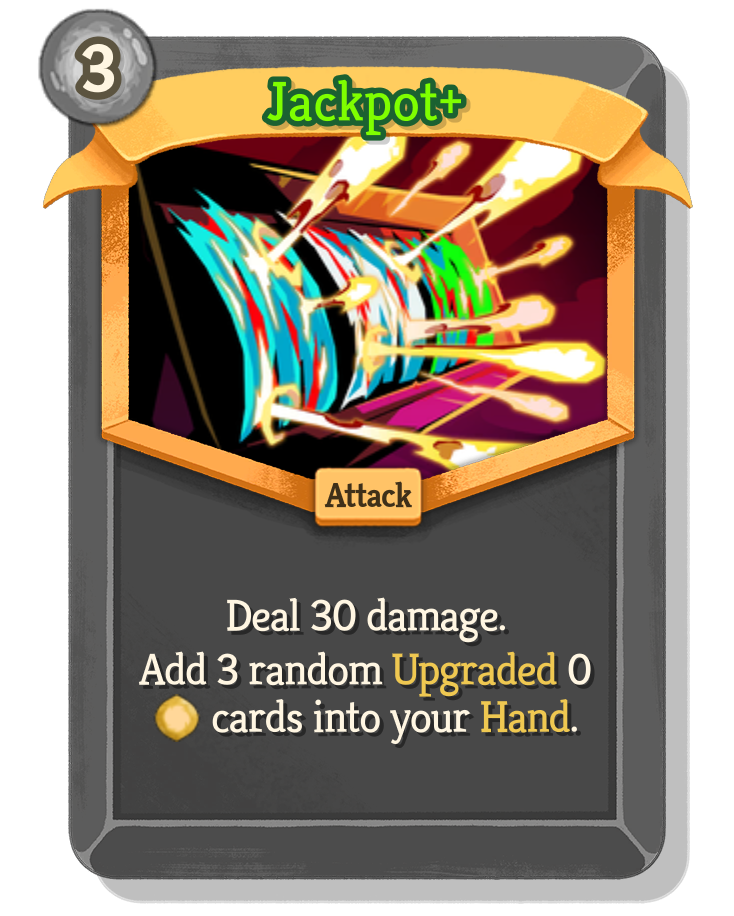 3
Jackpot+
Attack
Deal 30 damage.
Add 3 random Upgraded 0
cards into your Hand.